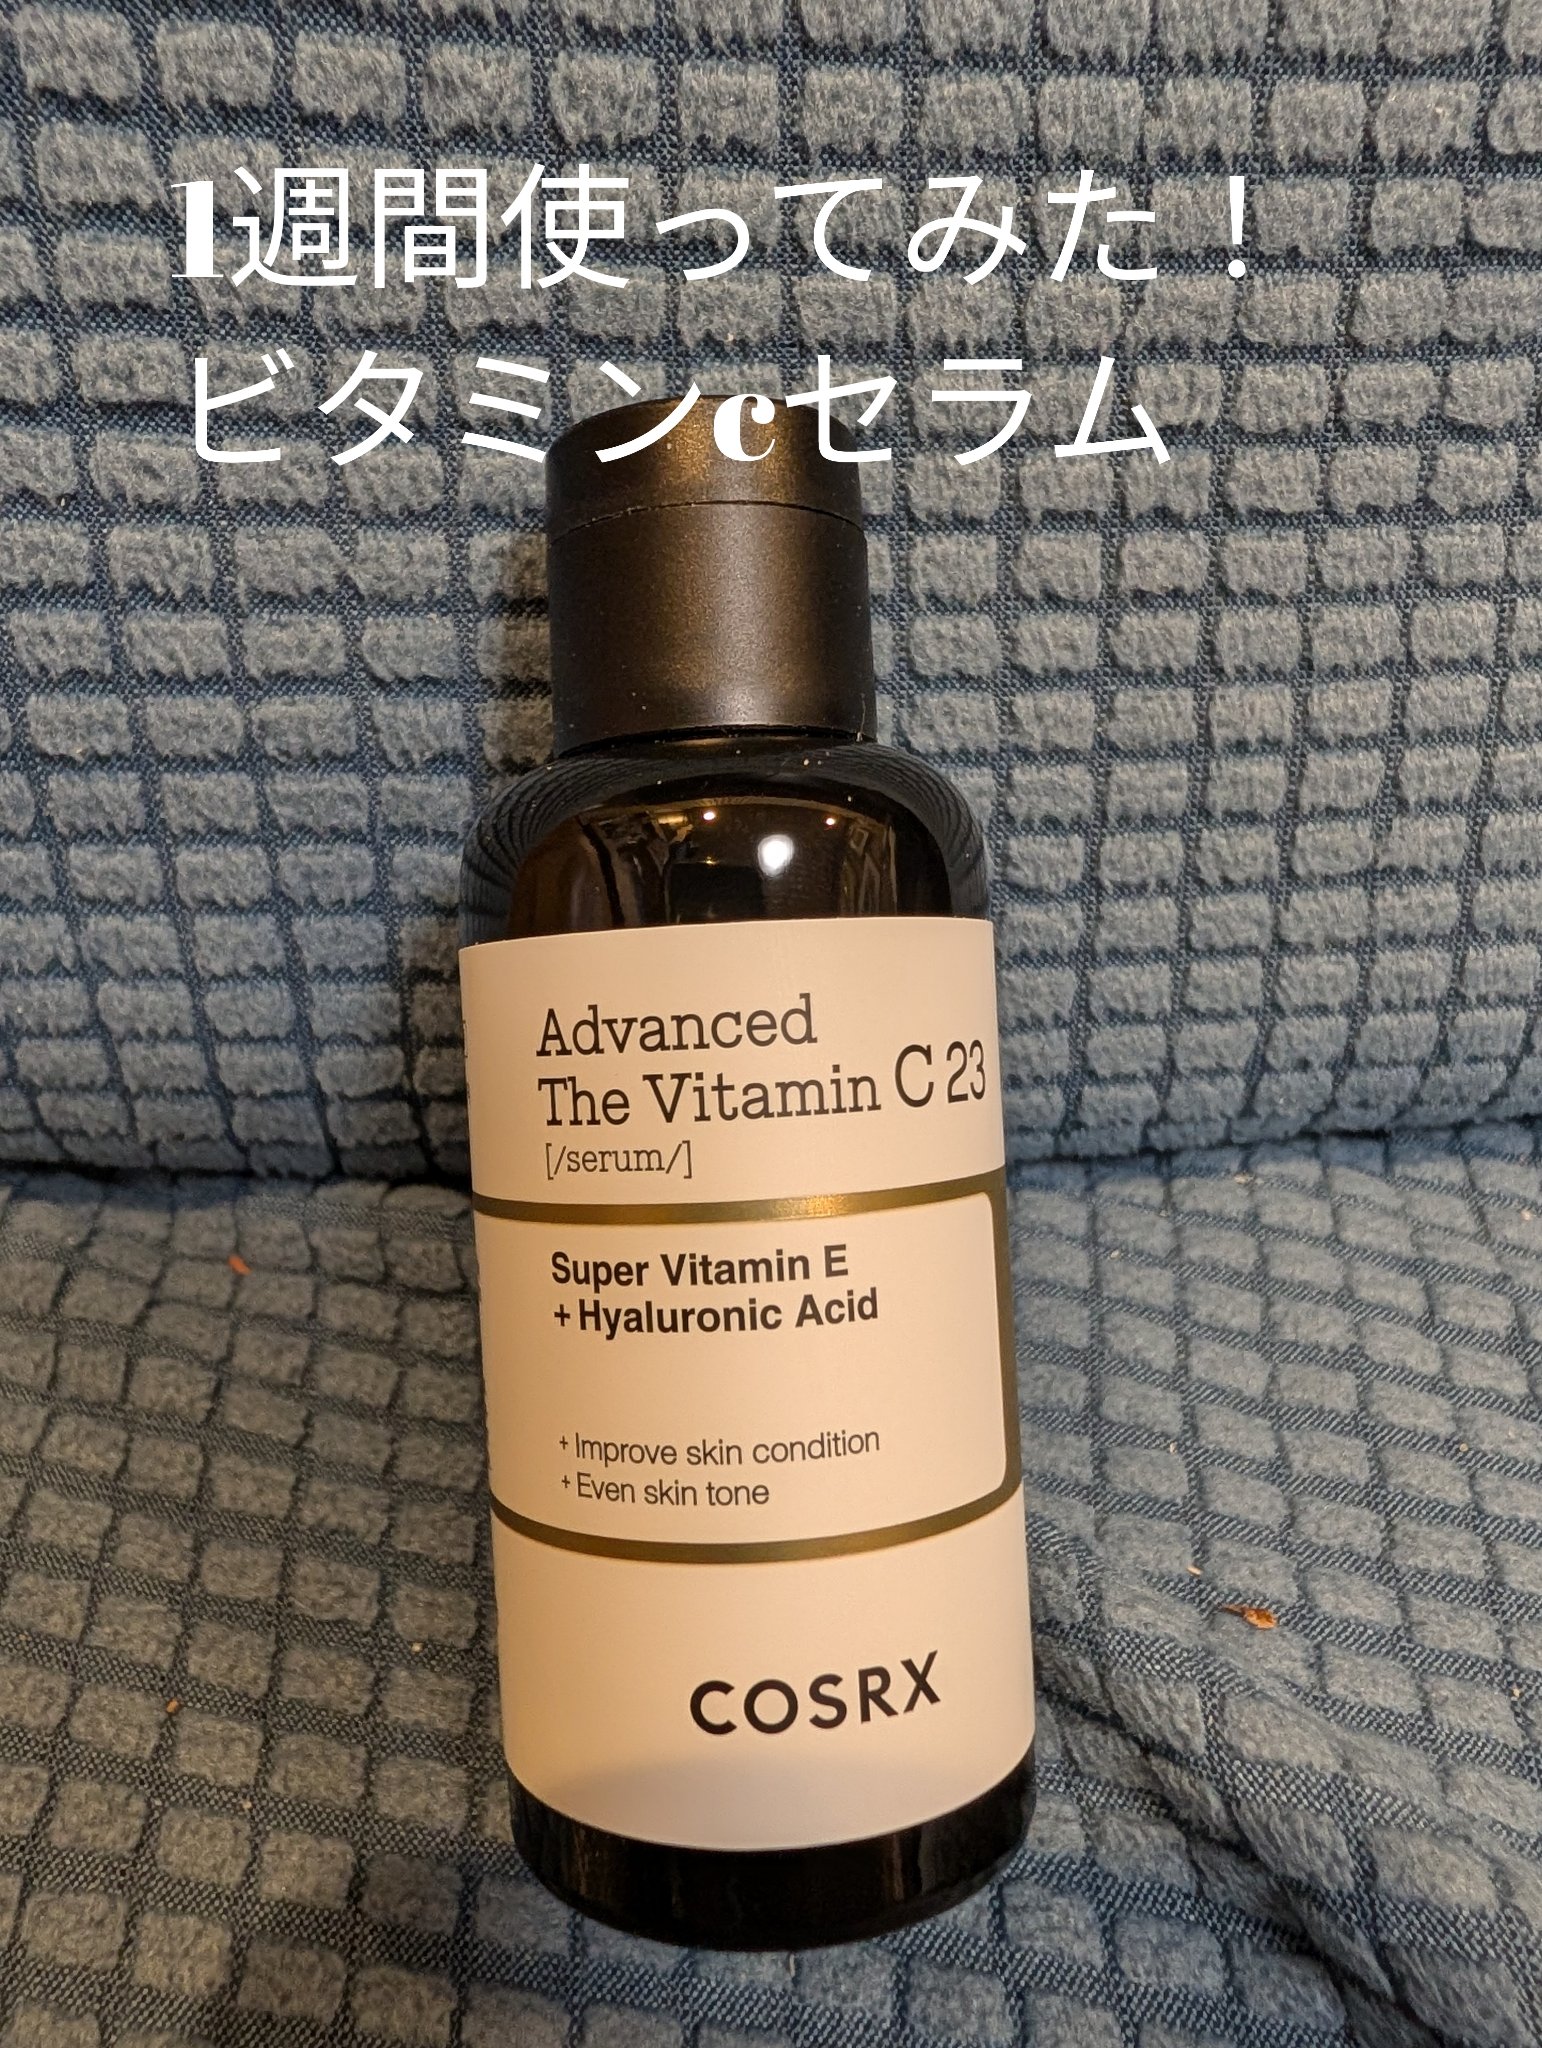 1週間使ってみた！
ビタミンcセラム
Advanced
The Vitamin C 23
[/serum/]
Super Vitamin E
+ Hyaluronic Acid
+ Improve skin condition
+ Even skin tone
COSRX